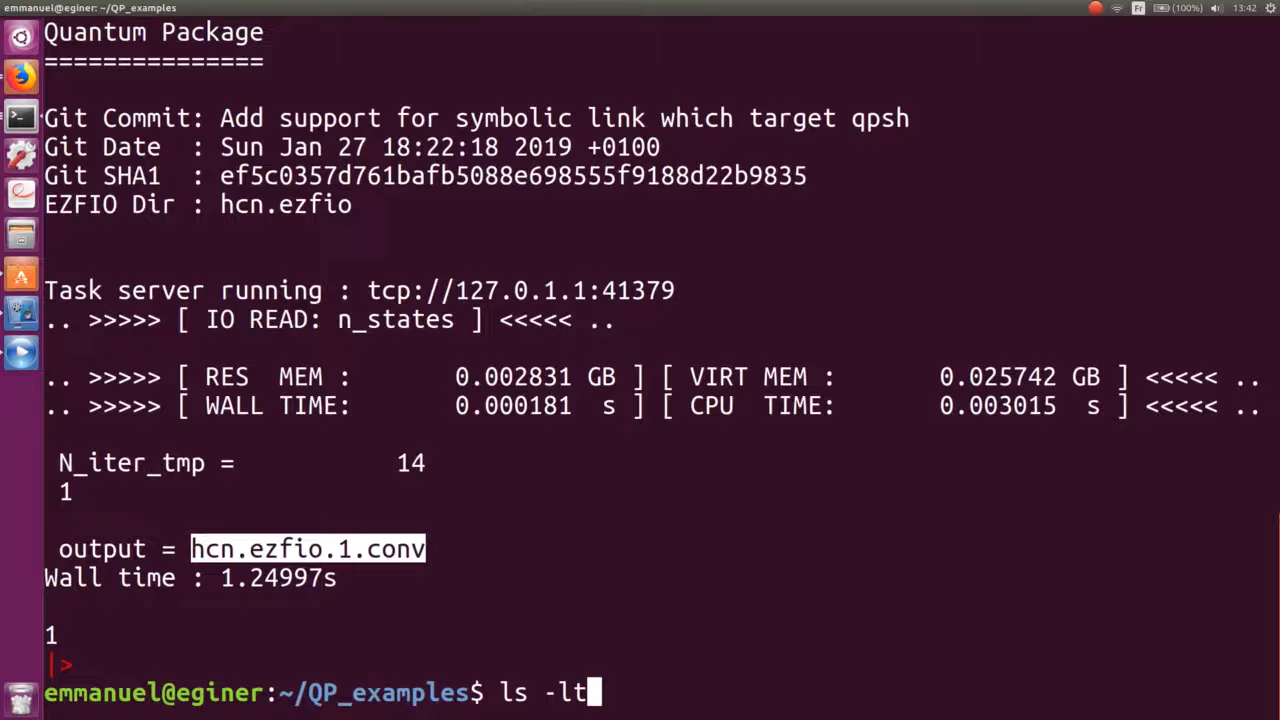 emmanuel@eginer: ~/QP_examples
Fr
(100%)
13:42
Quantum Package
===============
Git Commit: Add support for symbolic link which target qpsh
Git Date  : Sun Jan 27 18:22:18 2019 +0100
Git SHA1  : ef5c0357d761bafb5088e698555f9188d22b9835
EZFIO Dir : hcn.ezfio
Task server running : tcp://127.0.1.1:41379
.. >>>>> [ IO READ: n_states ] <<<<< ..
.. >>>>> [ RES  MEM :       0.002831 GB ] [ VIRT MEM :       0.025742 GB ] <<<<< ..
.. >>>>> [ WALL TIME:       0.000181  s ] [ CPU  TIME:       0.003015  s ] <<<<< ..
N_iter_tmp =           14
1
output = hcn.ezfio.1.conv
Wall time : 1.24997s
1
|>
emmanuel@eginer:~/QP_examples$ ls -lt